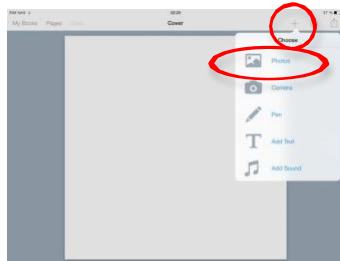 My Books Pages Cover
Choose
Photos
Camera
Pen
Add Text
Add Sound